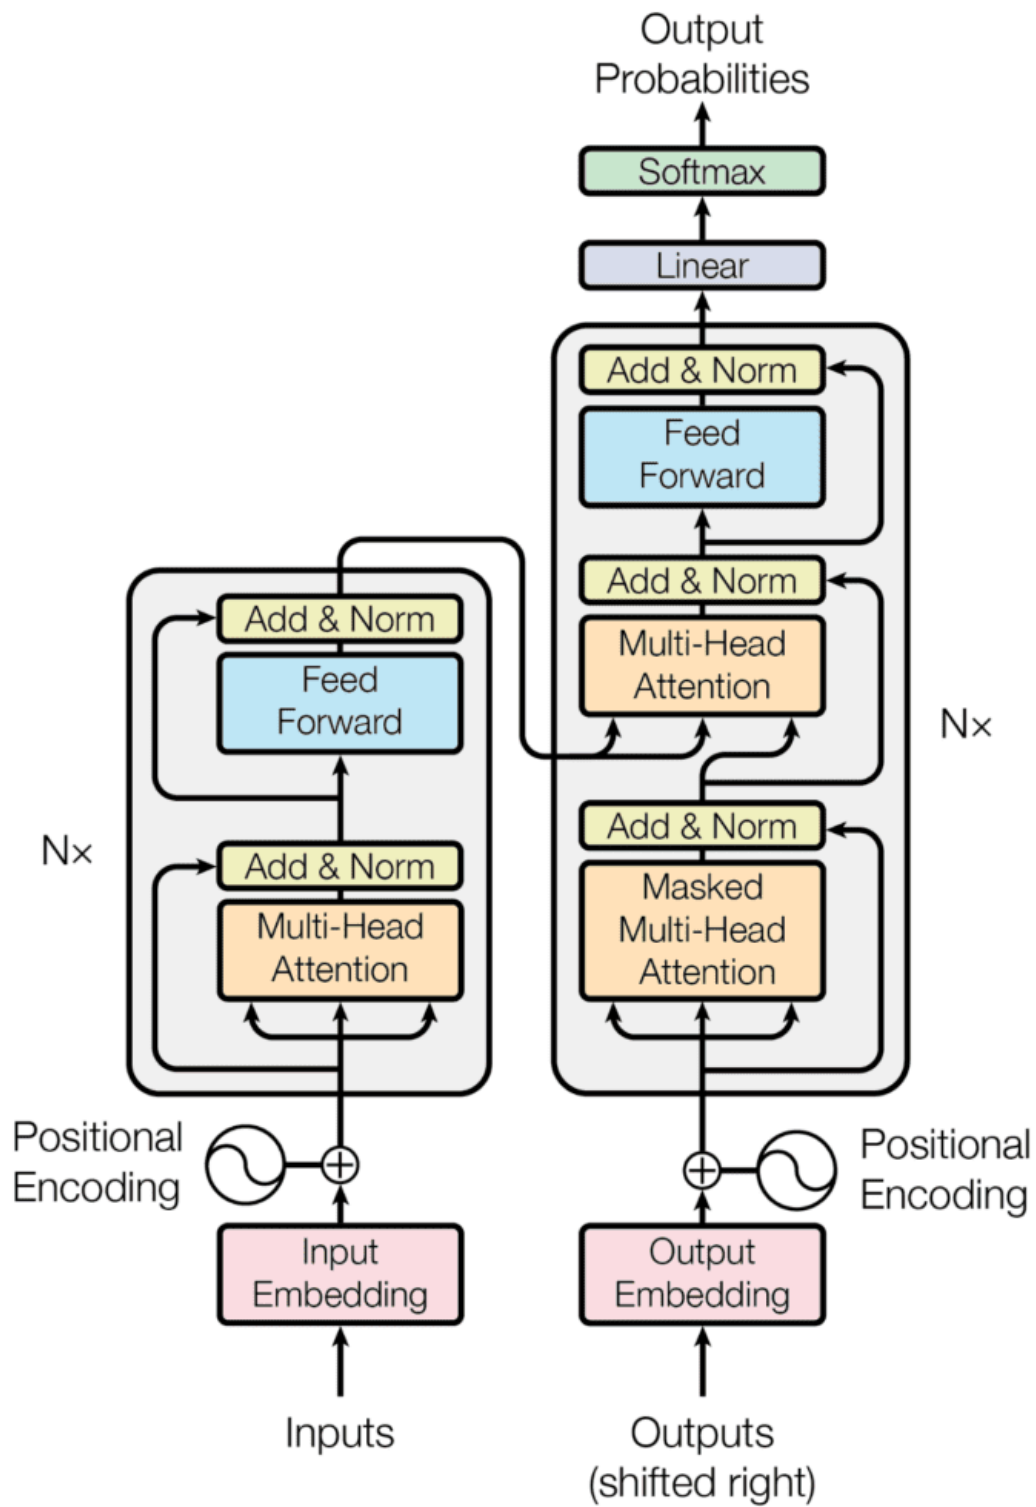 Output
Probabilities
Softmax
Linear
Add & Norm
Feed
Forward
Add & Norm
Multi-Head
Attention
Nx
Add & Norm
Masked
Multi-Head
Attention
Add & Norm
Feed
Forward
N×
Add & Norm
Multi-Head
Attention
Positional
Encoding
Positional
Encoding
Input
Embedding
Output
Embedding
Inputs
Outputs
(shifted right)